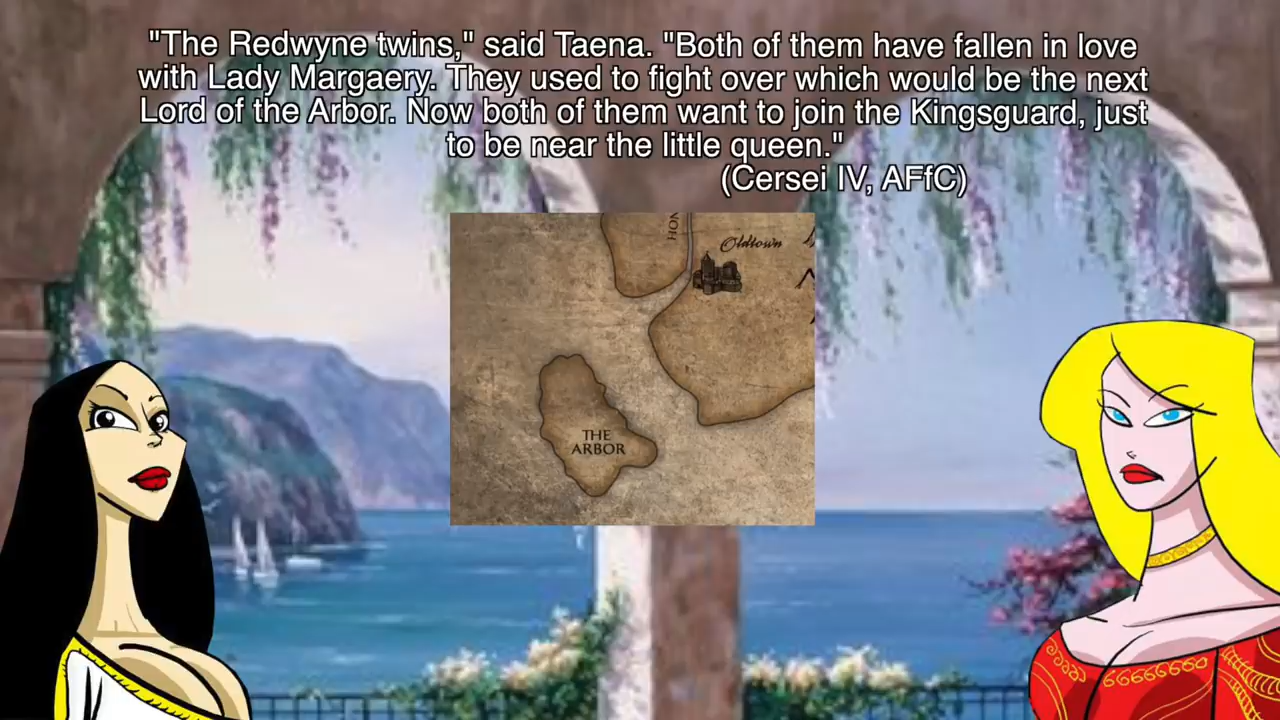 "The Redwyne twins," said Taena. "Both of them have fallen in love
with Lady Margaery. They used to fight over which would be the next
Lord of the Arbor. Now both of them want to join the Kingsguard, just
to be near the little queen."
(Cersei IV, AFfC)
HON
Oldtown
THE
ARBOR